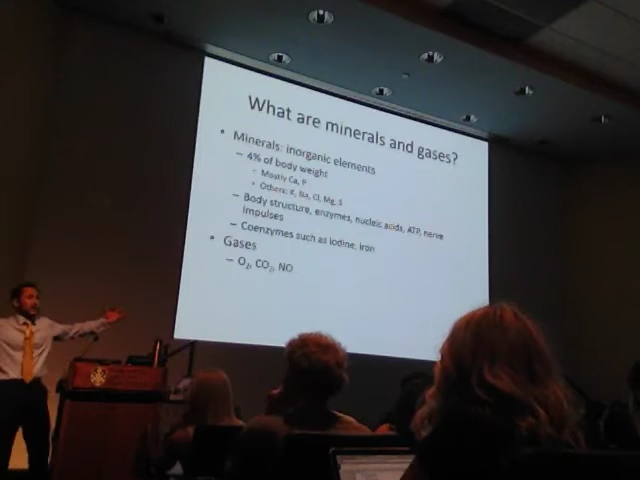 What are minerals and gases?
• Minerals: inorganic elements
– 4% of body weight
• Mostly Ca, P
• Others: K, Na, Cl, Mg, S
– Body structure, enzymes, nucleic acids, ATP, nerve
impulses
– Coenzymes such as iodine, iron
• Gases
– O₂, CO₂, NO